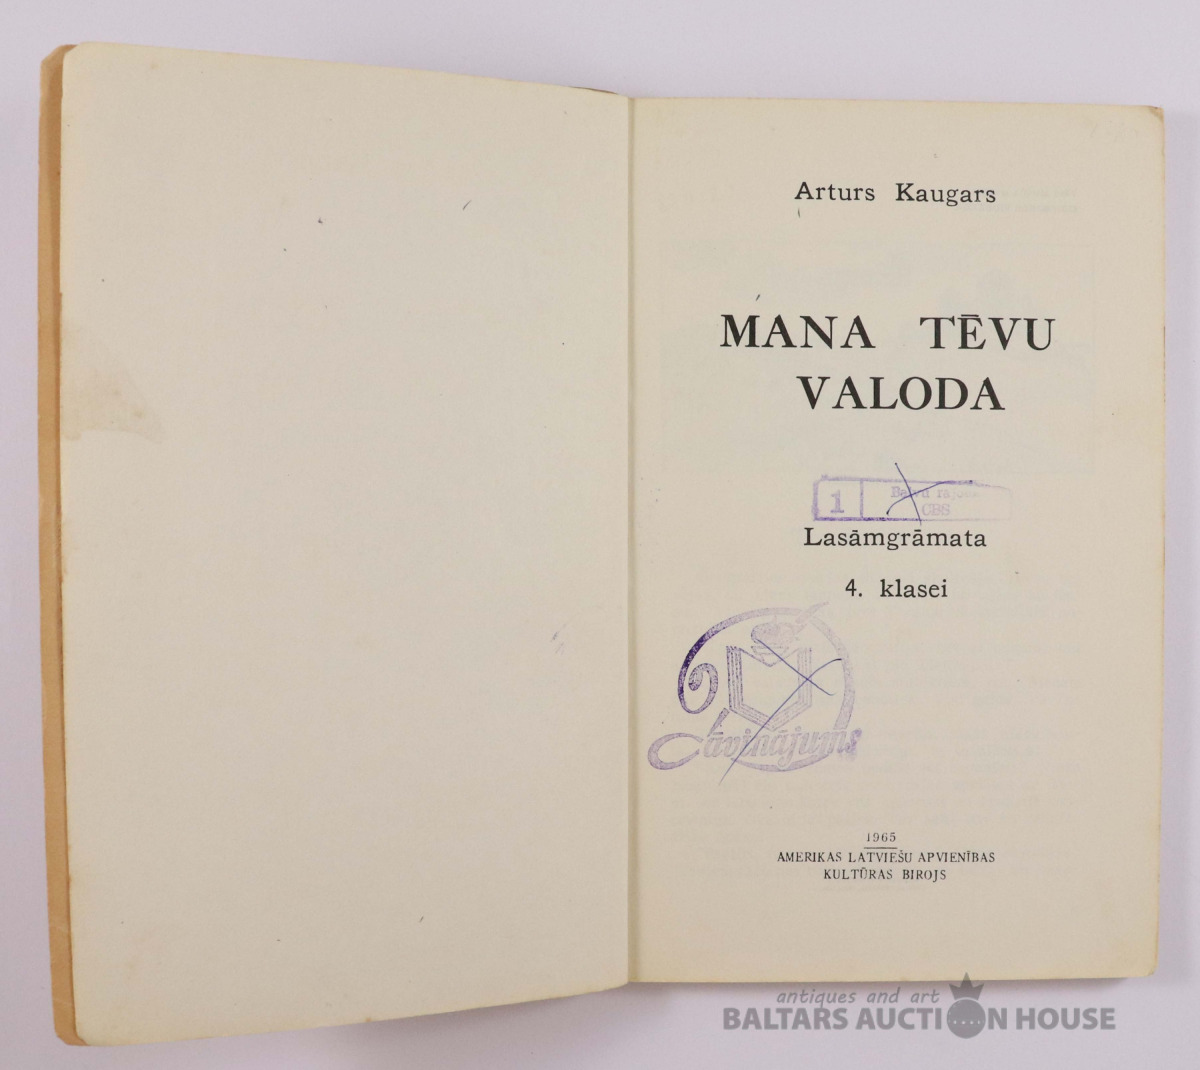 Arturs Kaugars
MANA TĒVU
VALODA
1
CBS
Lasāmgrāmata
4. klasei
Dāvinājums
1965
AMERIKAS LATVIEŠU APVIENĪBAS
KULTŪRAS BIROJS
antiques and art
BALTARS AUCTION HOUSE